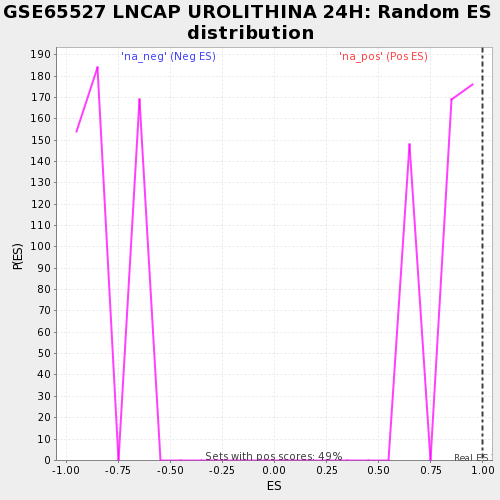 GSE65527 LNCAP UROLITHINA 24H: Random ES
distribution
'na_neg' (Neg ES)
'na_pos' (Pos ES)
190
180
170
160
150
140
130
120
110
100
90
80
70
60
50
40
30
20
10
0
P(ES)
Sets with pos scores: 49%
Real ES
-1.00 -0.75 -0.50 -0.25 0.00 0.25 0.50 0.75 1.00
ES